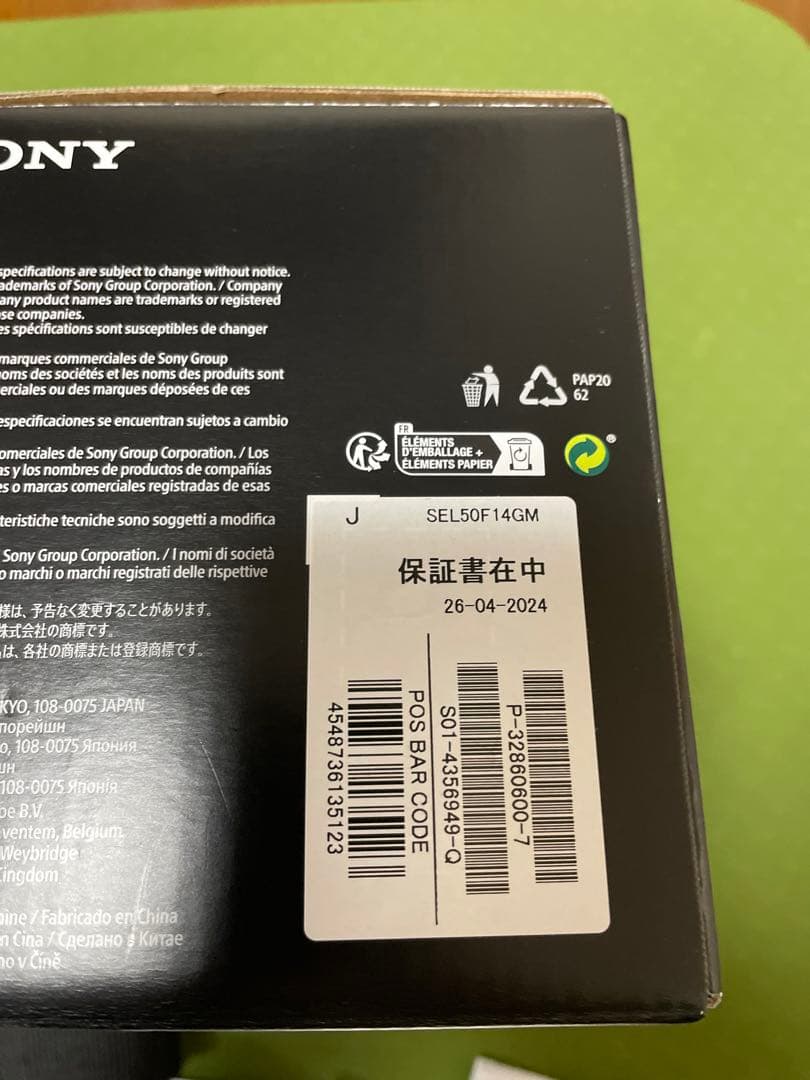 ONY
specifications are subject to change without notice.
ademarks of Sony Group Corporation. / Company
any product names are trademarks or registered
se companies.
es spécifications sont susceptibles de changer
marques commerciales de Sony Group
noms des sociétés et les noms des produits sont
erciales ou des marques déposées de ces
especificaciones se encuentran sujetos a cambio
omerciales de Sony Group Corporation. / Los
as y los nombres de productos de compañías
es o marcas comerciales registradas de esas
teristiche tecniche sono soggetti a modifica
Sony Group Corporation. / I nomi di società
o marchi o marchi registrati delle rispettive
様は、予告なく変更することがあります。
株式会社の商標です。
は、各社の商標または登録商標です。
KYO, 108-0075 JAPAN
порейшн
o, 108-0075 Япония
ин
108-0075 Японія
pe B.V.
ventem, Belgium.
Weybridge
Kingdom
hine / Fabricado en China
n Cina / Сделано в Китае
no v Číně
PAP20
62
FR
ÉLÉMENTS
D'EMBALLAGE +
ÉLÉMENTS PAPIER
®
J SEL50F14GM
保証書在中
26-04-2024
P-32860600-7
S01-4356949-Q
POS BAR CODE
4548736135123